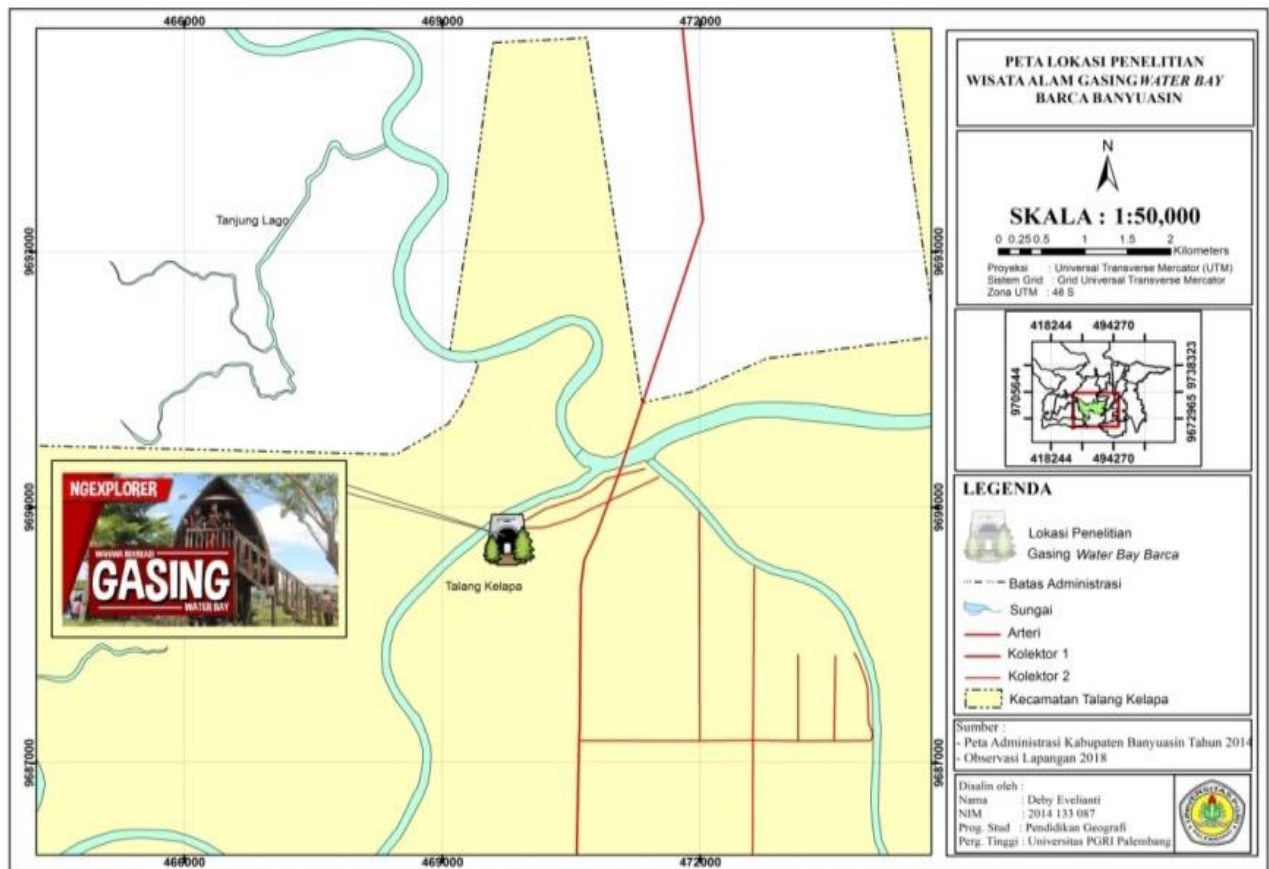 466000 469000 472000
Tanjung Lago
9693000 9693000
9690000 9690000
NGEXPLORER
WAHANA REKREASI
GASING
WATER BAY
Talang Kelapa
9687000 9687000
466000 469000 472000
PETA LOKASI PENELITIAN
WISATA ALAM GASING WATER BAY
BARCA BANYUASIN
N
SKALA : 1:50,000
0 0.25 0.5 1 1.5 2
Kilometers
Proyeksi : Universal Transverse Mercator (UTM)
Sistem Grid : Grid Universal Transverse Mercator
Zona UTM : 48 S
418244 494270
9705644 9738323
9672965
418244 494270
LEGENDA
Lokasi Penelitian
Gasing Water Bay Barca
Batas Administrasi
Sungai
Arteri
Kolektor 1
Kolektor 2
Kecamatan Talang Kelapa
Sumber :
- Peta Administrasi Kabupaten Banyuasin Tahun 2014
- Observasi Lapangan 2018
Disalin oleh :
Nama : Deby Evelianti
NIM : 2014 133 087
Prog. Stud : Pendidikan Geografi
Perg. Tinggi : Universitas PGRI Palembang
UNIVERSITAS PGRI
PALEMBANG